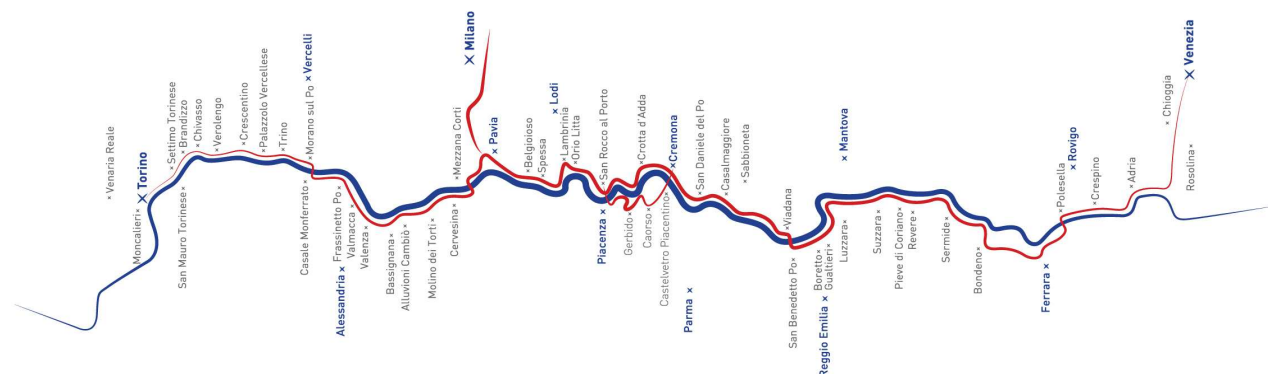 Venaria Reale
Moncalieri
Torino
Settimo Torinese
San Mauro Torinese
Brandizzo
Chivasso
Verolengo
Crescentino
Palazzolo Vercellese
Trino
Casale Monferrato
Morano sul Po
Vercelli
Frassinetto Po
Alessandria
Valmacca
Valenza
Bassignana
Alluvioni Cambiò
Molino dei Torti
Cervesina
Mezzana Corti
Milano
Pavia
Belgioioso
Spessa
Lodi
Lambrinia
Orio Lita
Piacenza
San Rocco al Porto
Gerbido
Crotta d'Adda
Caorso
Castelvetro Piacentino
Cremona
Parma
San Daniele del Po
Casalmaggiore
Sabbioneta
Viadana
San Benedetto Po
Boretto
Reggio Emilia
Gualtieri
Mantova
Luzzara
Suzzara
Pieve di Coriano
Revere
Sermide
Bondeno
Ferrara
Polesella
Rovigo
Crespino
Adria
Chioggia
Venezia
Rosolina